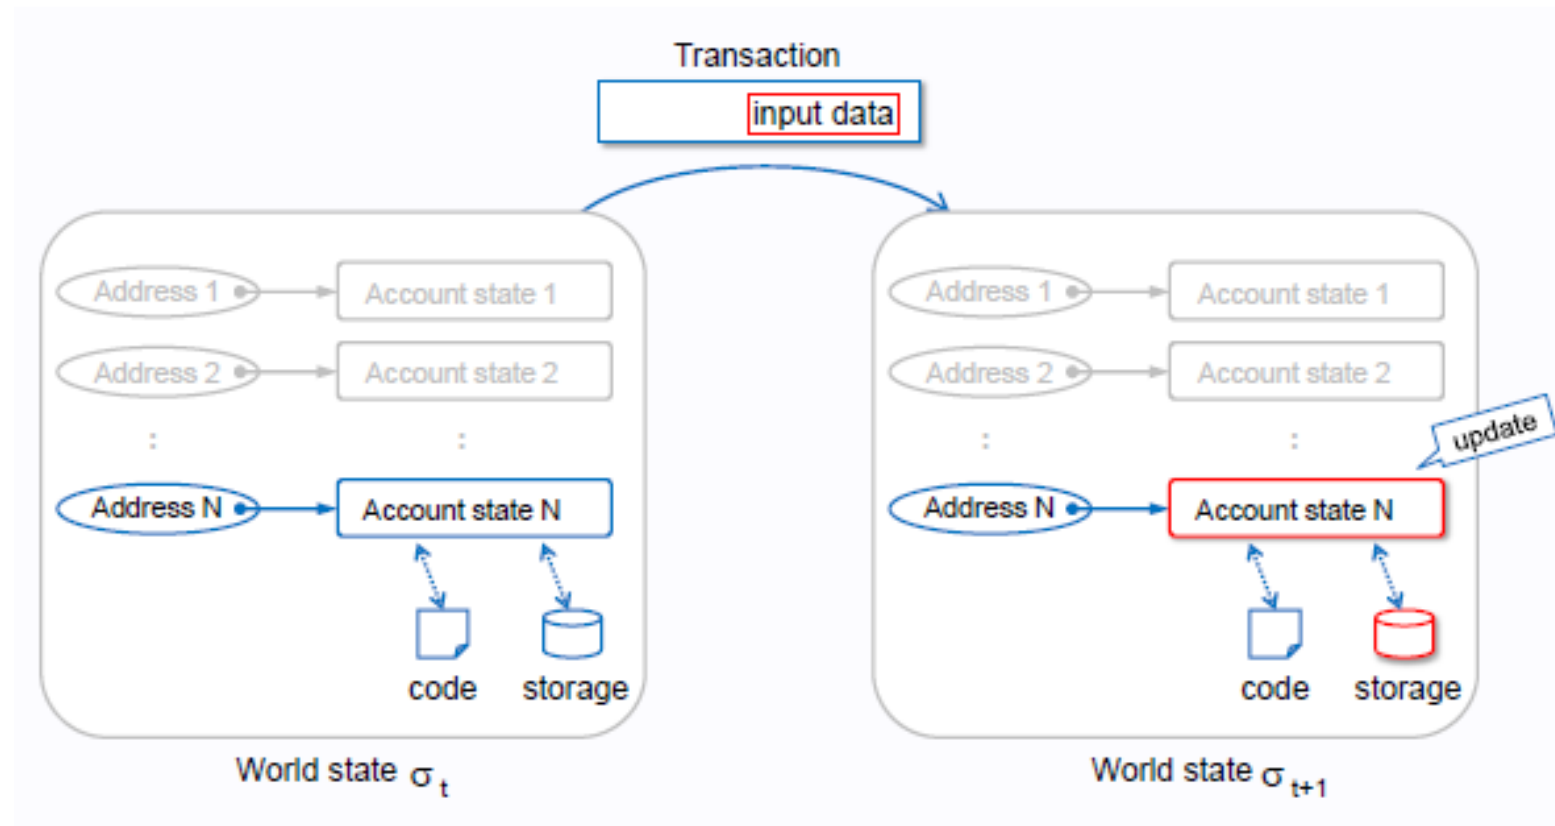 Transaction
input data
Address 1 Account state 1
Address 2 Account state 2
: :
Address N Account state N
code storage
World state σ t
Address 1 Account state 1
Address 2 Account state 2
: :
update
Address N Account state N
code storage
World state σ t+1